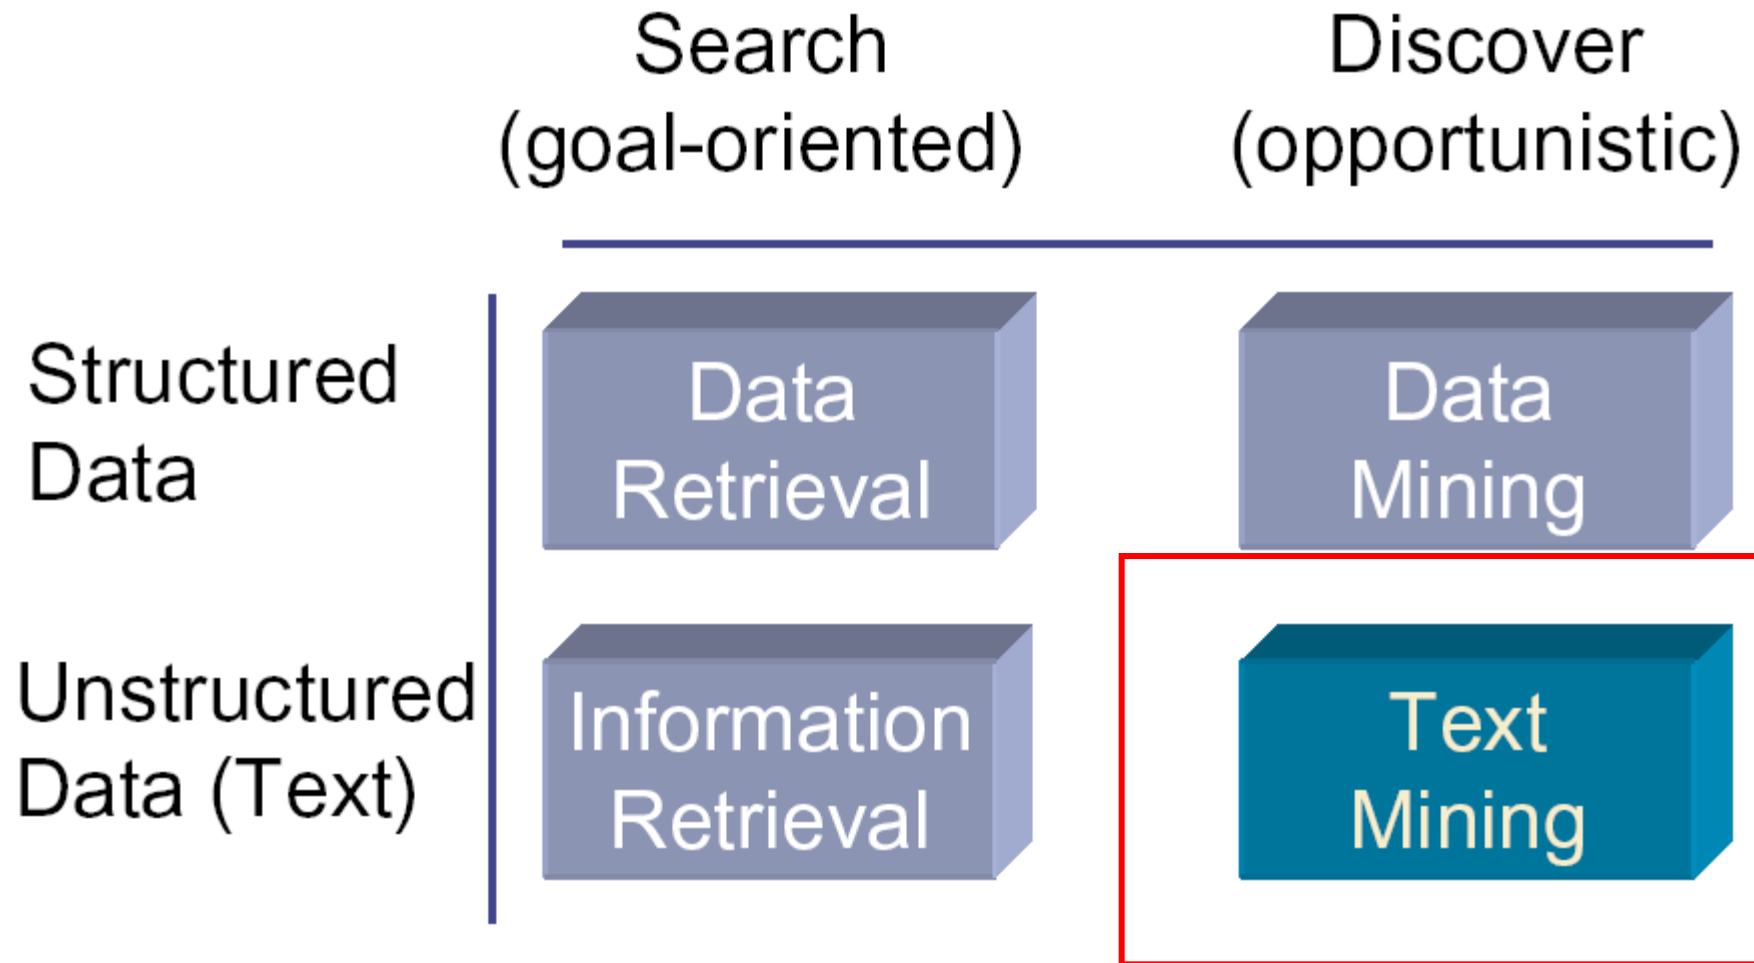 Search
(goal-oriented)
Discover
(opportunistic)
Structured
Data
Data
Retrieval
Data
Mining
Unstructured
Data (Text)
Information
Retrieval
Text
Mining